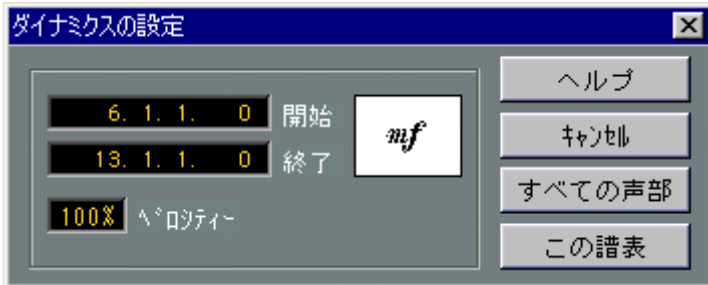 ダイナミクスの設定
6. 1. 1. 0 開始
13. 1. 1. 0 終了
mf
100% ﾍﾞﾛｼﾃｨｰ
ヘルプ
ｷｬﾝｾﾙ
すべての声部
この譜表